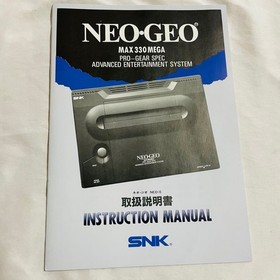 NEO·GEO
MAX 330 MEGA
PRO-GEAR SPEC
ADVANCED ENTERTAINMENT SYSTEM
NEO·GEO
取扱説明書
INSTRUCTION MANUAL
SNK